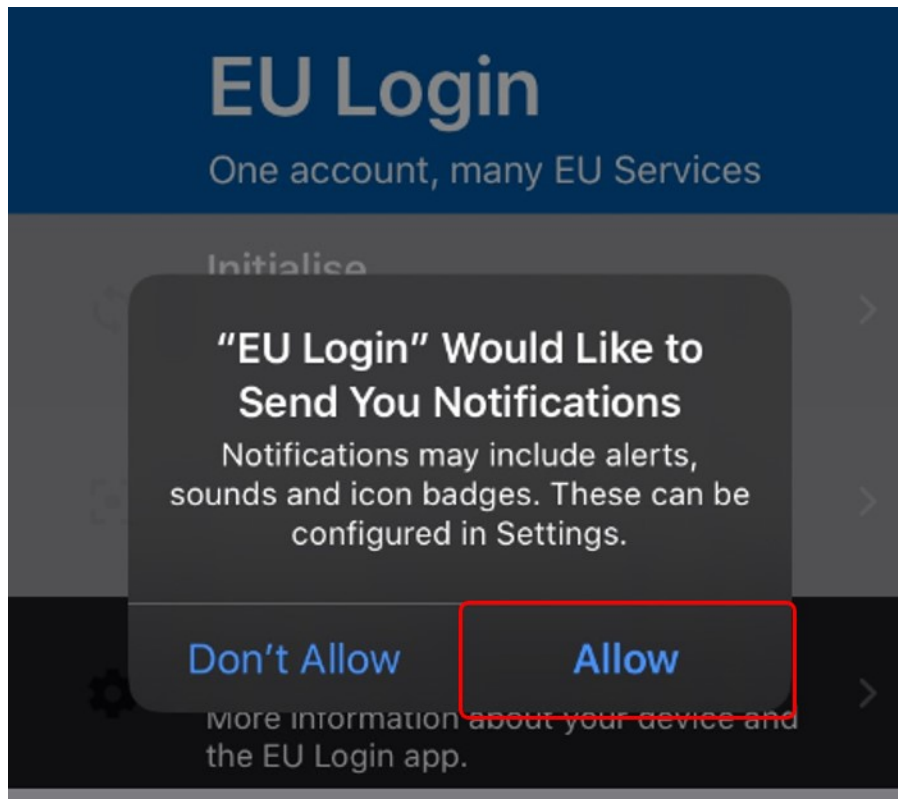 EU Login
One account, many EU Services
Initialise
“EU Login” Would Like to
Send You Notifications
Notifications may include alerts,
sounds and icon badges. These can be
configured in Settings.
Don’t Allow
Allow
More information about your device and
the EU Login app.